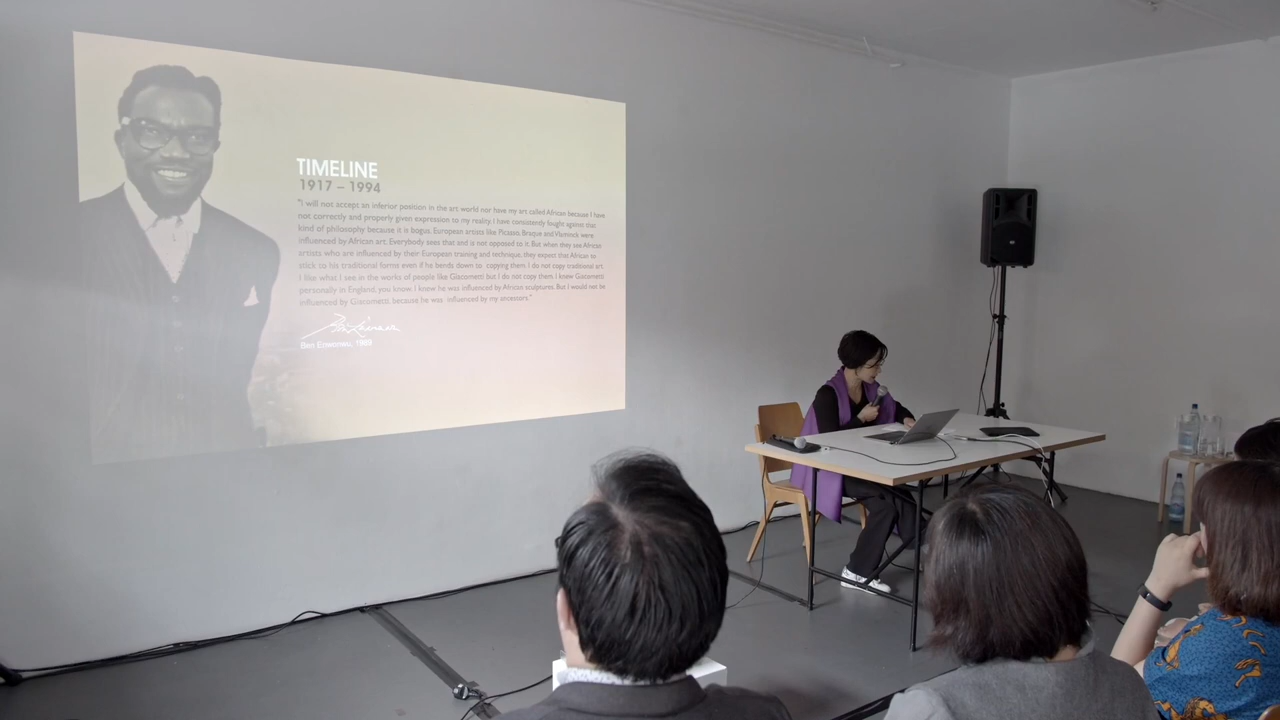 TIMELINE
1917 – 1994
"I will not accept an inferior position in the art world nor have my art called African because I have
not correctly and properly given expression to my reality. I have consistently fought against that
kind of philosophy because it is bogus. European artists like Picasso, Braque and Vlaminck were
influenced by African art. Everybody sees that and is not opposed to it. But when they see African
artists who are influenced by their European training and technique, they expect that African to
stick to his traditional forms even if he bends down to copying them. I do not copy traditional art.
I like what I see in the works of people like Giacometti but I do not copy them. I knew Giacometti
personally in England, you know. I knew he was influenced by African sculptures. But I would not be
influenced by Giacometti, because he was influenced by my ancestors."
Ben Enwonwu, 1989